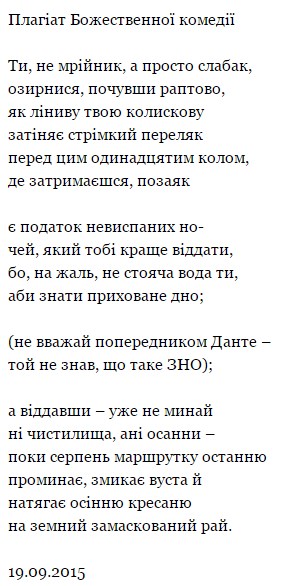 Плагіат Божественної комедії
Ти, не мрійник, а просто слабак,
озирнися, почувши раптово,
як ліниву твою колискову
затіняє стрімкий переляк
перед цим одинадцятим колом,
де затримаєшся, позаяк
є податок невиспаних но-
чей, який тобі краще віддати,
бо, на жаль, не стояча вода ти,
аби знати приховане дно;
(не вважай попередником Данте –
той не знав, що таке ЗНО);
а віддавши – уже не минай
ні чистилища, ані осанни –
поки серпень маршрутку останню
проминає, змикає вуста й
натягає осінню кресаню
на земний замаскований рай.
19.09.2015